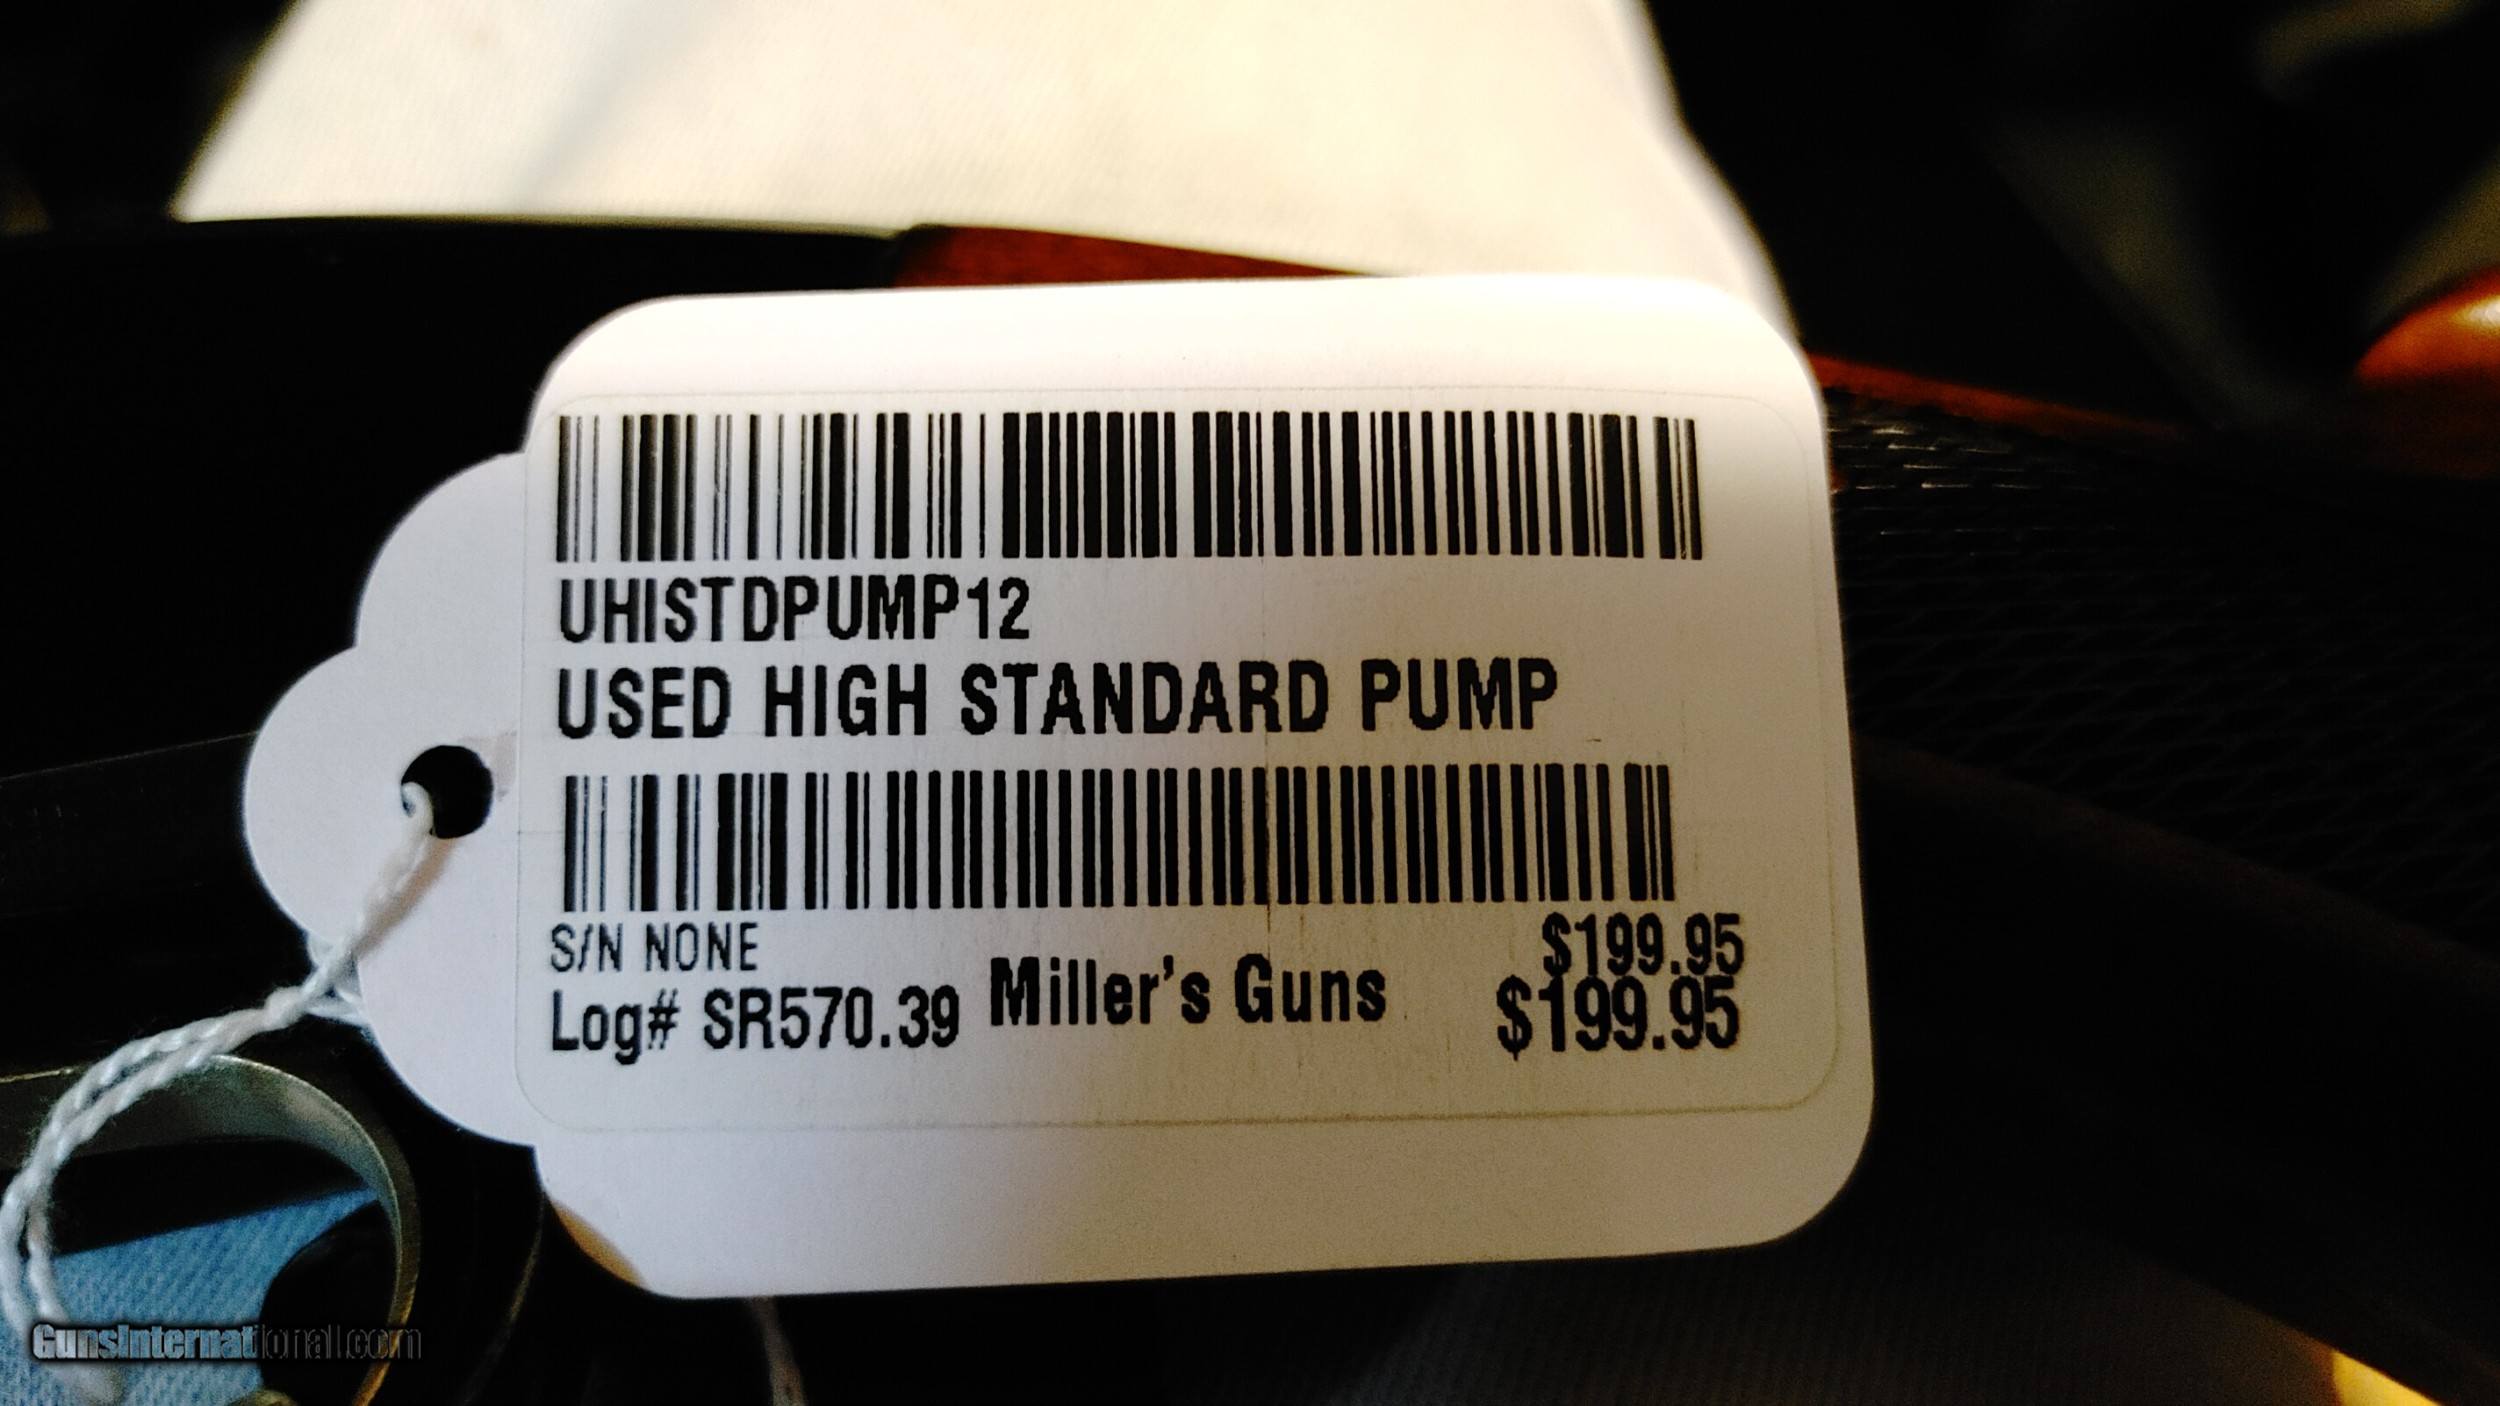 UHISTDPUMP12
USED HIGH STANDARD PUMP
S/N NONE
$199.95
Log# SR570.39 Miller's Guns $199.95
GunsInternational.com